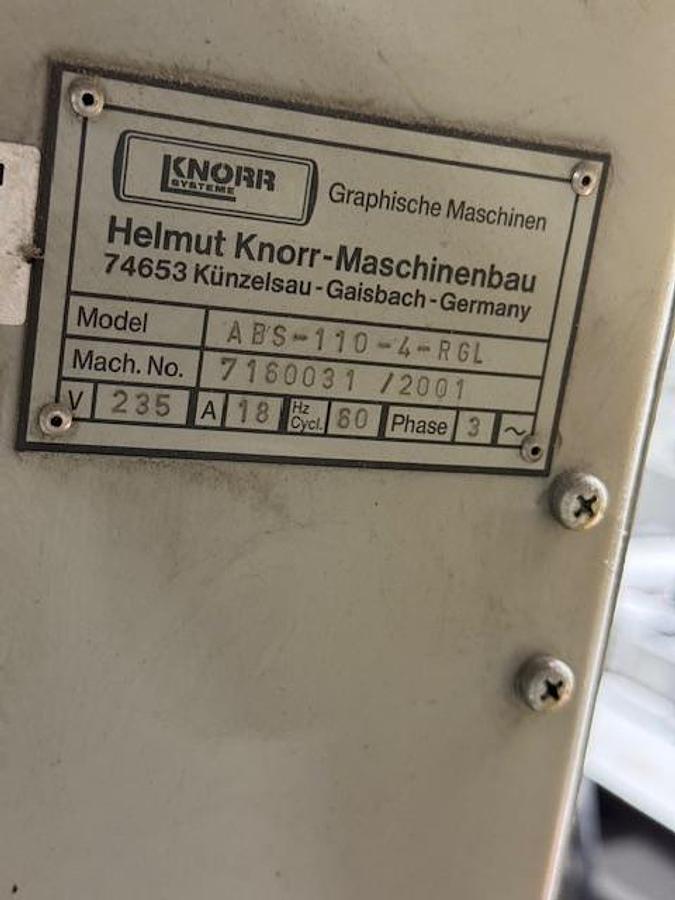 KNORR
SYSTEME
Graphische Maschinen
Helmut Knorr-Maschinenbau
74653 Künzelsau-Gaisbach-Germany
Model ABS-110-4-RGL
Mach. No. 7160031 /2001
V 235 A 18 Hz Cycl. 60 Phase 3 ~